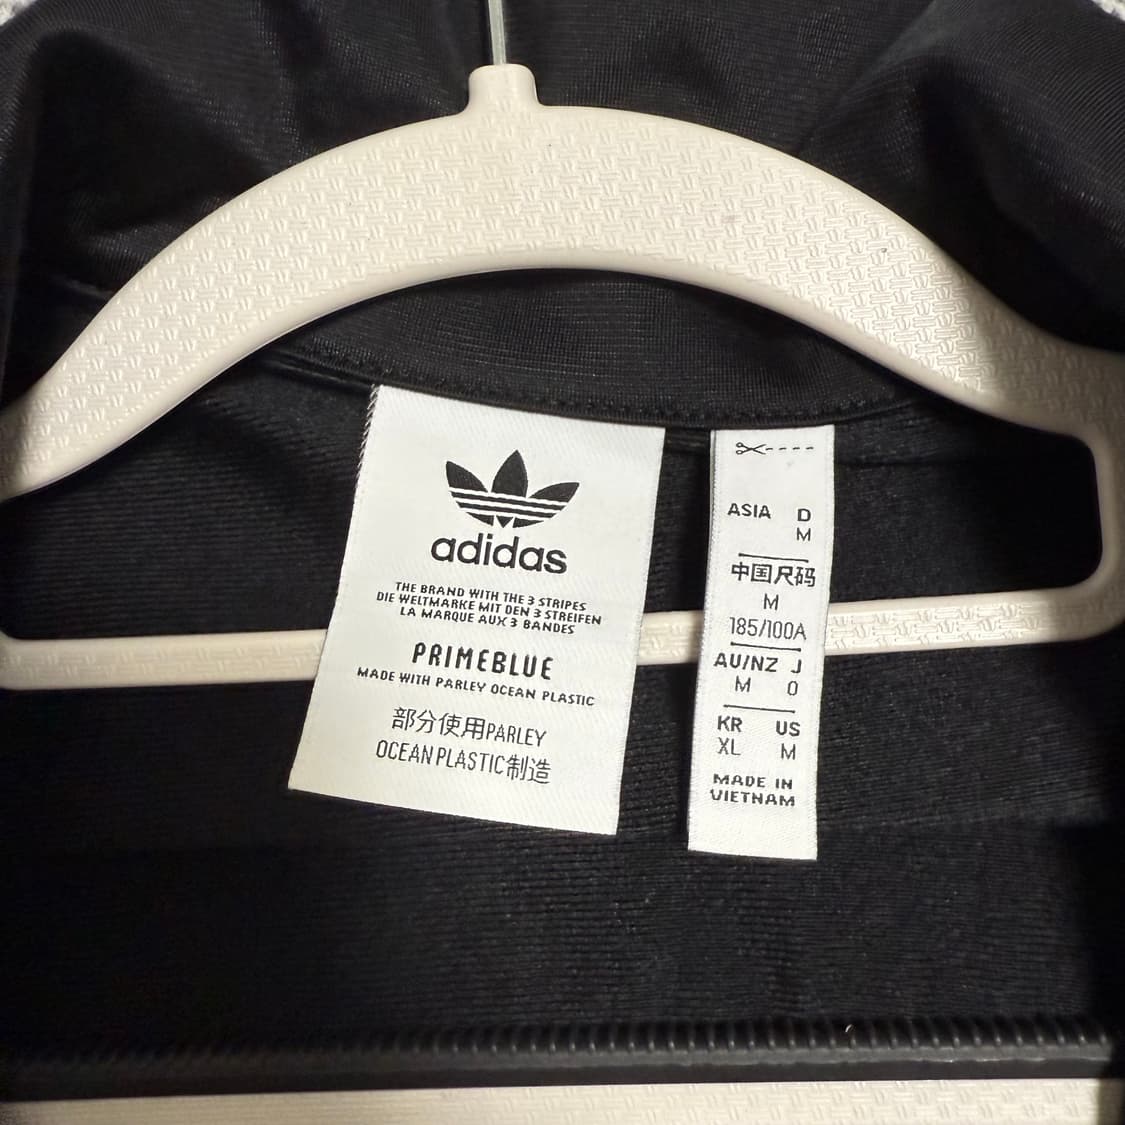 adidas
THE BRAND WITH THE 3 STRIPES
DIE WELTMARKE MIT DEN 3 STREIFEN
LA MARQUE AUX 3 BANDES
PRIMEBLUE
MADE WITH PARLEY OCEAN PLASTIC
部分使用PARLEY
OCEAN PLASTIC制造
ASIA D
M
中国尺码
M
185/100A
AU/NZ J
M O
KR US
XL M
MADE IN
VIETNAM